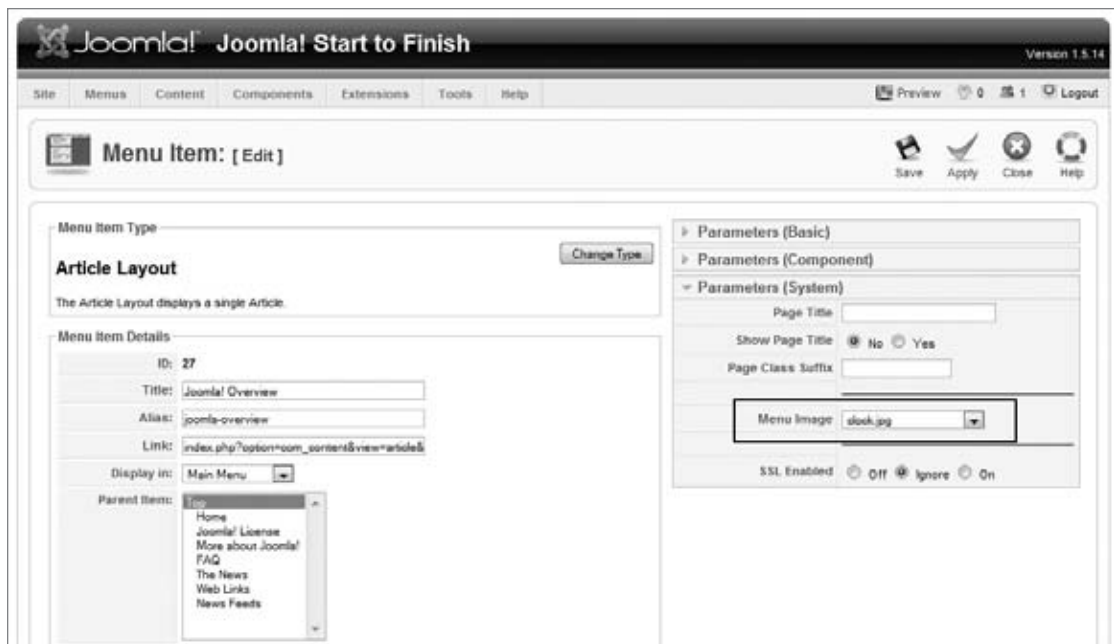 Joomla! Joomla! Start to Finish
Version 1.5.14
Site Menus Content Components Extensions Tools Help
Preview 0 1 Logout
Menu Item: [ Edit ]
Save Apply Close Help
Menu Item Type
Change Type
Article Layout
The Article Layout displays a single Article.
Menu Item Details
ID: 27
Title: Joomla! Overview
Alias: joomla-overview
Link: index.php?option=com_content&view=article&
Display in: Main Menu
Parent Item: Top
Home
Joomla! License
More about Joomla!
FAQ
The News
Web Links
News Feeds
Parameters (Basic)
Parameters (Component)
Parameters (System)
Page Title
Show Page Title No Yes
Page Class Suffix
Menu Image clock.jpg
SSL Enabled Off Ignore On